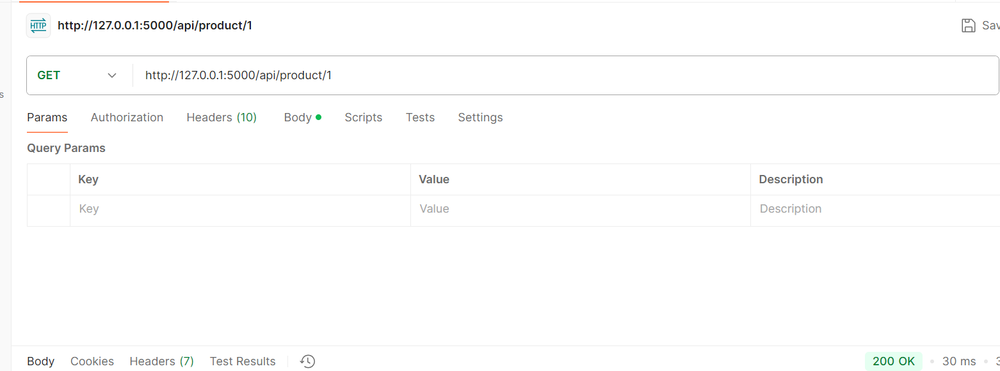 HTTP http://127.0.0.1:5000/api/product/1 Sav
GET http://127.0.0.1:5000/api/product/1
s
Params Authorization Headers (10) Body Scripts Tests Settings
Query Params
Key Value Description
Key Value Description
Body Cookies Headers (7) Test Results 200 OK • 30 ms •